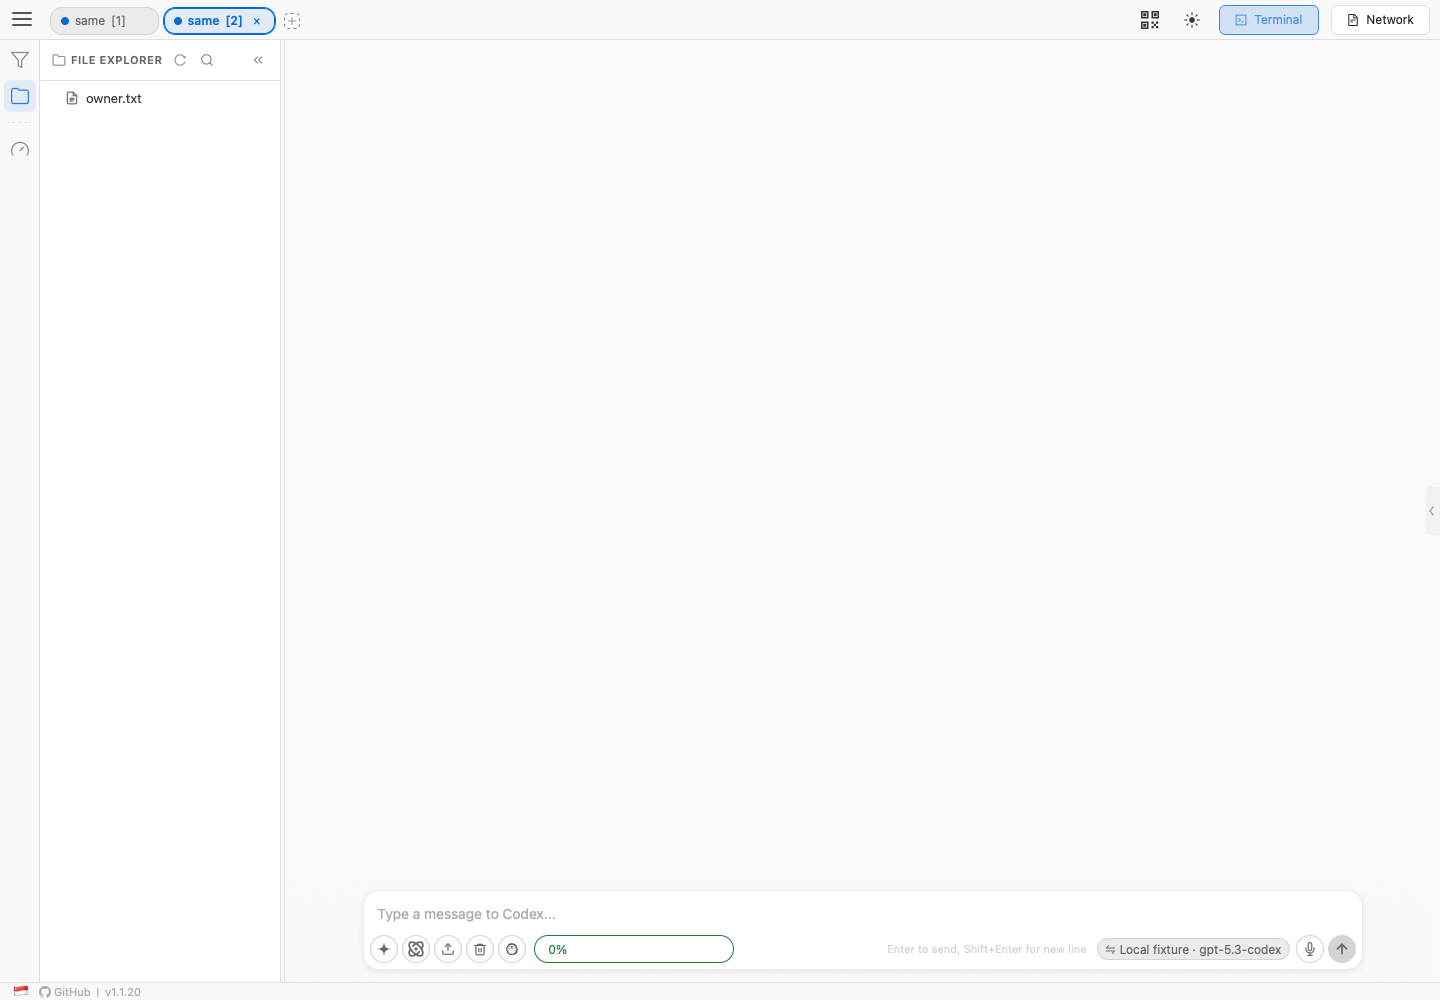 same [1]
same [2] ×
Terminal
Network
FILE EXPLORER
owner.txt
Type a message to Codex...
0%
Enter to send, Shift+Enter for new line
Local fixture · gpt-5.3-codex
GitHub | v1.1.20